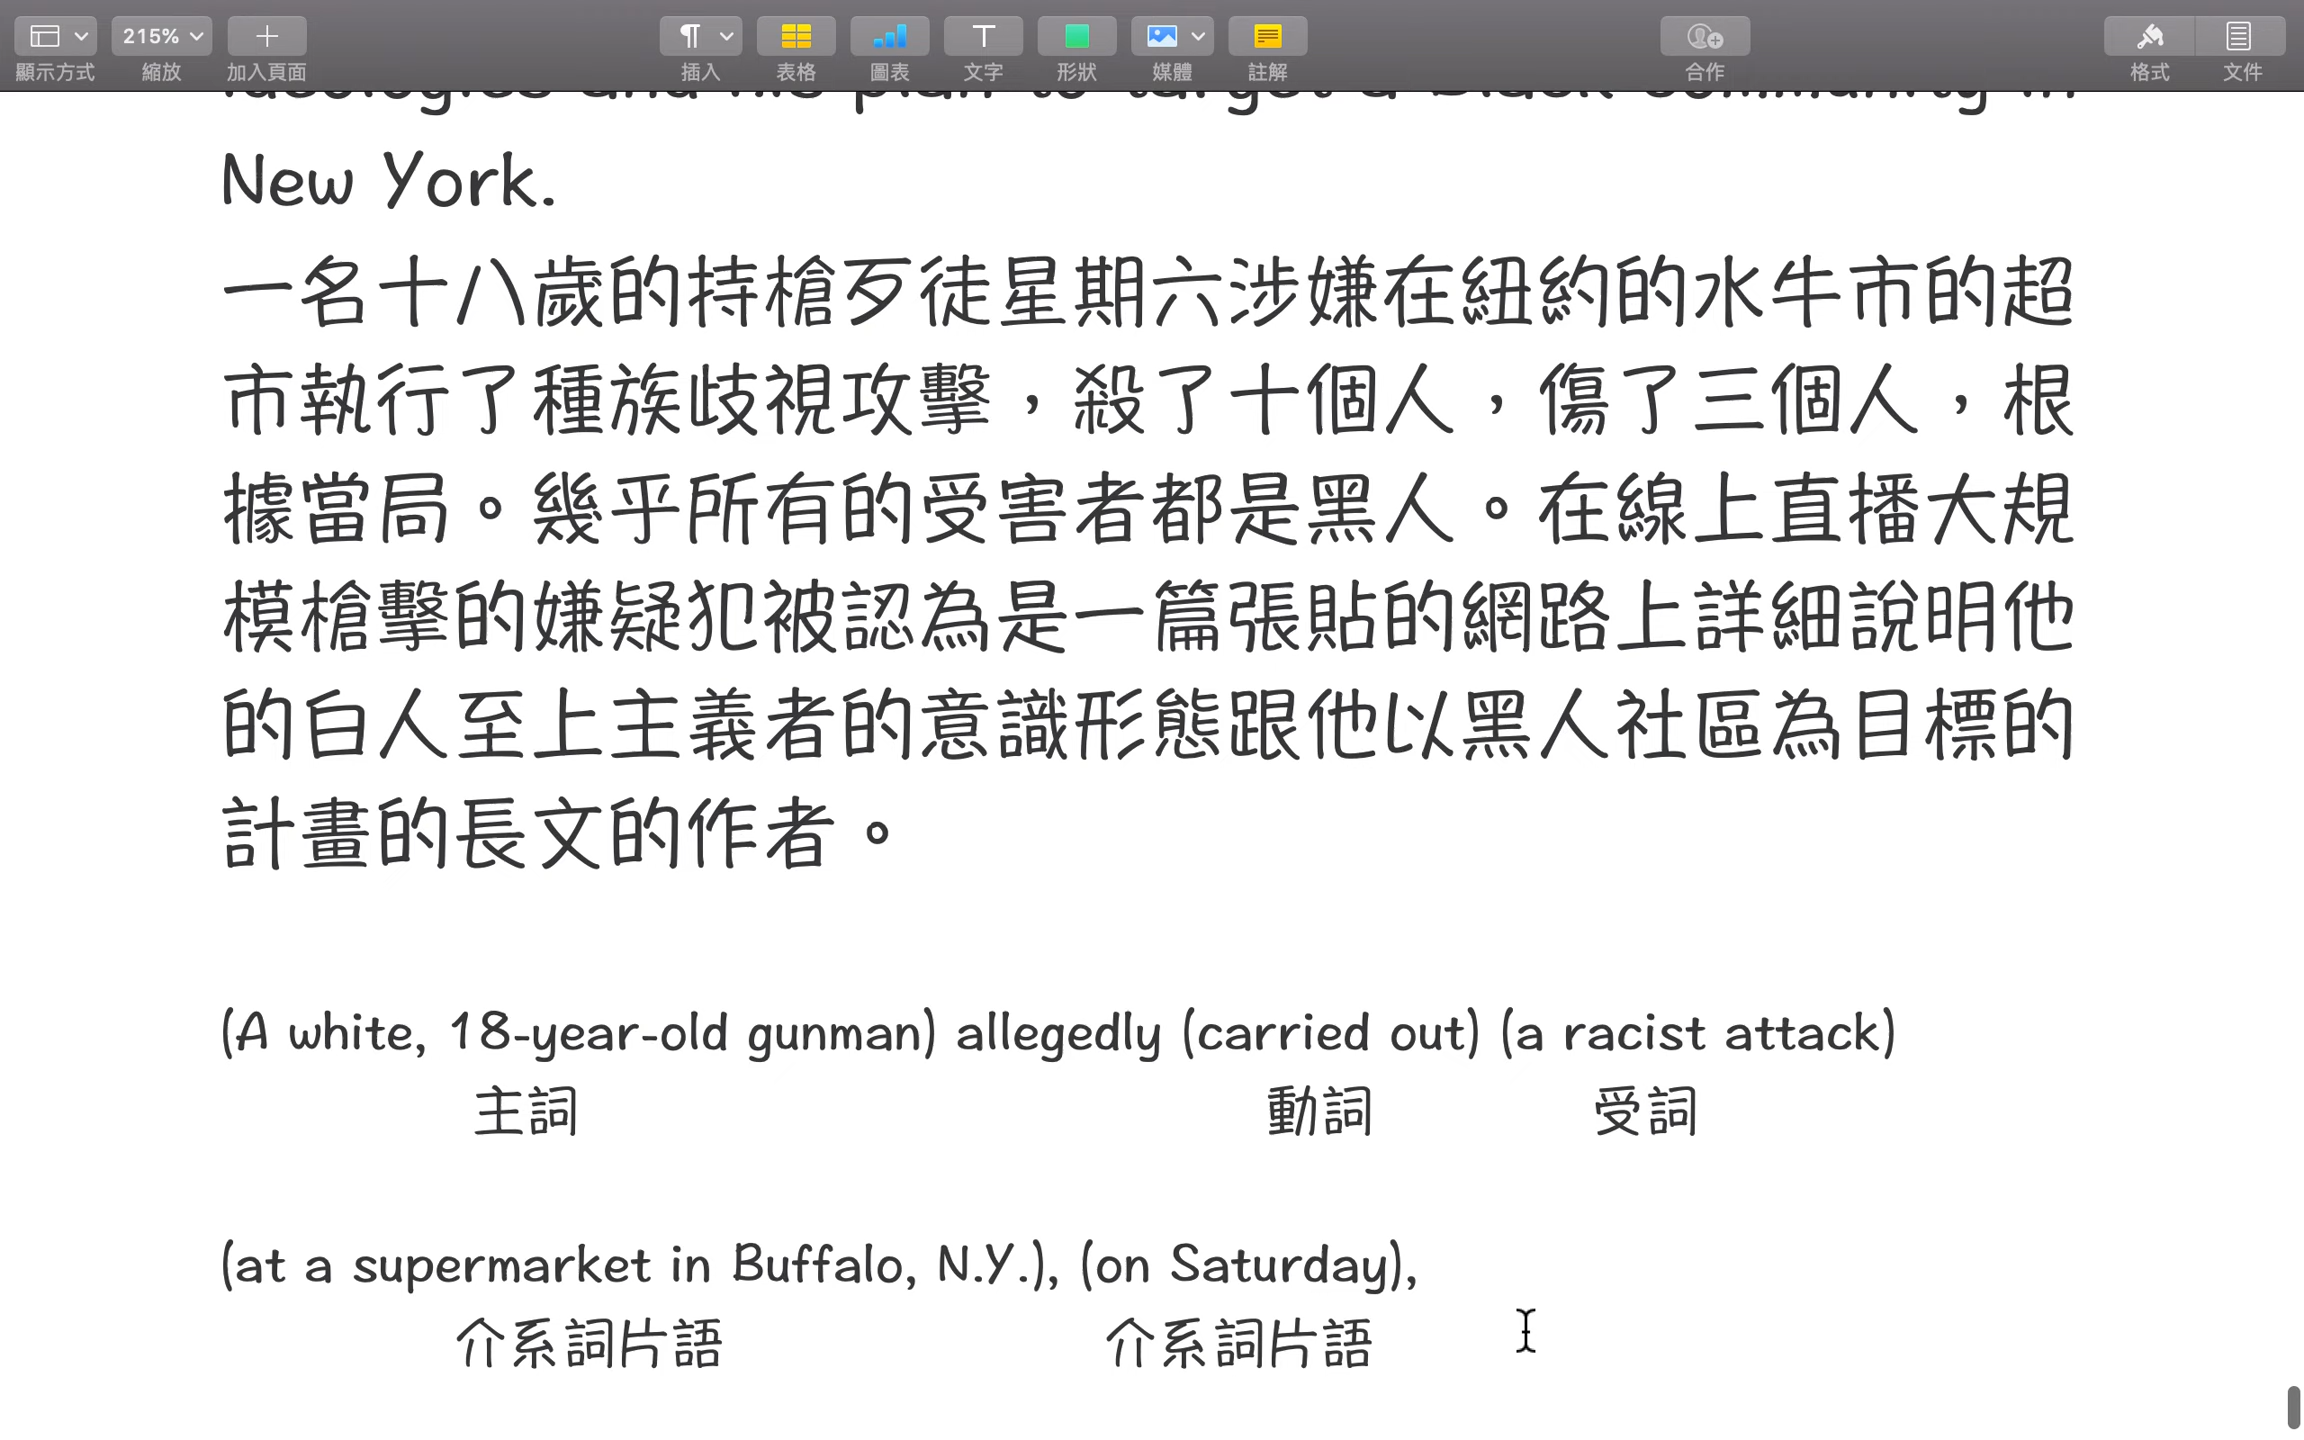 215%
顯示方式 縮放 加入頁面 插入 表格 圖表 文字 形狀 媒體 註解 合作 格式 文件
ideologies and his plan to target a Black community in
New York.
一名十八歲的持槍歹徒星期六涉嫌在紐約的水牛市的超
市執行了種族歧視攻擊，殺了十個人，傷了三個人，根
據當局。幾乎所有的受害者都是黑人。在線上直播大規
模槍擊的嫌疑犯被認為是一篇張貼的網路上詳細說明他
的白人至上主義者的意識形態跟他以黑人社區為目標的
計畫的長文的作者。
(A white, 18-year-old gunman) allegedly (carried out) (a racist attack)
主詞 動詞 受詞
(at a supermarket in Buffalo, N.Y.), (on Saturday),
介系詞片語 介系詞片語